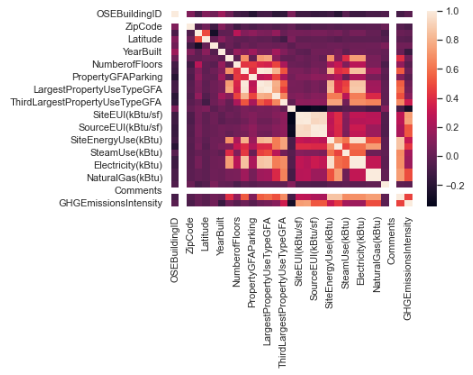 OSEBuildingID
ZipCode
Latitude
YearBuilt
NumberofFloors
PropertyGFAParking
LargestPropertyUseTypeGFA
ThirdLargestPropertyUseTypeGFA
SiteEUI(kBtu/sf)
SourceEUI(kBtu/sf)
SiteEnergyUse(kBtu)
SteamUse(kBtu)
Electricity(kBtu)
NaturalGas(kBtu)
Comments
GHGEmissionsIntensity
OSEBuildingID
ZipCode
Latitude
YearBuilt
NumberofFloors
PropertyGFAParking
LargestPropertyUseTypeGFA
ThirdLargestPropertyUseTypeGFA
SiteEUI(kBtu/sf)
SourceEUI(kBtu/sf)
SiteEnergyUse(kBtu)
SteamUse(kBtu)
Electricity(kBtu)
NaturalGas(kBtu)
Comments
GHGEmissionsIntensity
1.0
0.8
0.6
0.4
0.2
0.0
−0.2